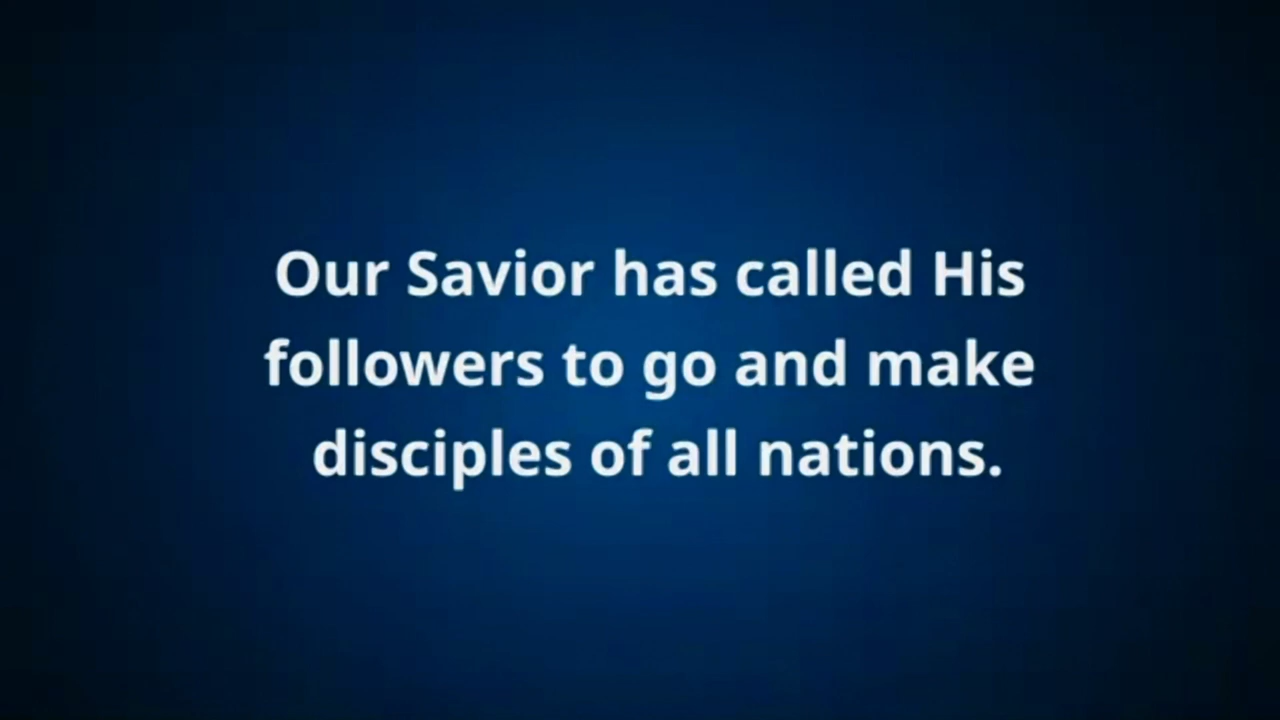 Our Savior has called His
followers to go and make
disciples of all nations.